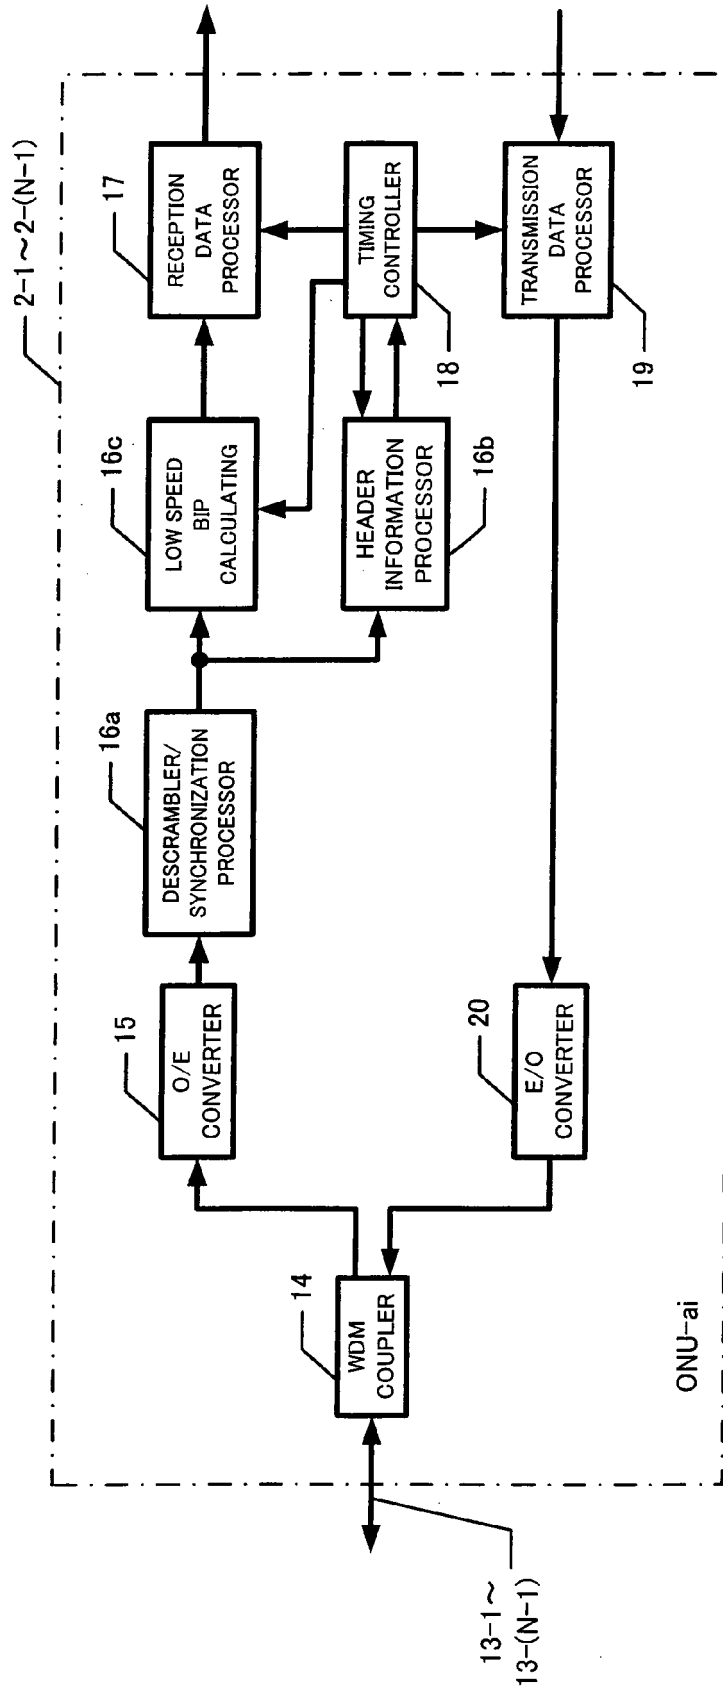 2-1~2-(N-1)
13-1~
13-(N-1)
14
WDM
COUPLER
15
O/E
CONVERTER
16a
DESCRAMBLER/
SYNCHRONIZATION
PROCESSOR
16c
LOW SPEED
BIP
CALCULATING
17
RECEPTION
DATA
PROCESSOR
HEADER
INFORMATION
PROCESSOR
16b
TIMING
CONTROLLER
18
20
E/O
CONVERTER
TRANSMISSION
DATA
PROCESSOR
19
ONU-ai